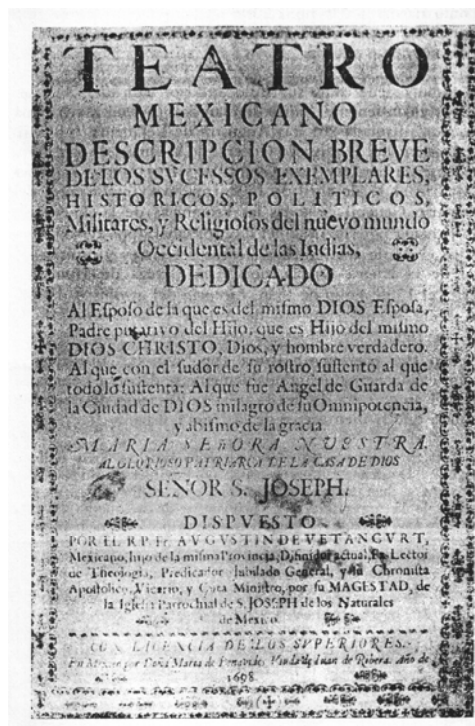 TEATRO
MEXICANO
DESCRIPCION BREVE
DE LOS SVCESSOS EXEMPLARES,
HISTORICOS, POLITICOS,
Militares, y Religiosos del nuevo mundo
Occidental de las Indias,
DEDICADO
Al Esposo de la que es del mismo DIOS Esposa,
Padre putativo del Hijo, que es Hijo del mismo
DIOS CHRISTO, Dios, y hombre verdadero.
Al que con el sudor de su rostro sustentò al que
todo lo sustenta: Al que fue Angel de Guarda de
la Ciudad de DIOS milagro de su Omnipotencia,
y abismo de la gracia
MARIA SEñORA NUESTRA.
AL GLORIOSO PATRIARCA DE LA CASA DE DIOS
SEÑOR S. JOSEPH.
DISPVESTO
POR EL R.P. Fr. AVGVSTIN DE VETANCVRT,
Mexicano, hijo de la misma Provincia, Difinidor actual, Ex-Lector
de Theologia, Predicador Jubilado General, y su Chronista
Apostolico, Vicario, y Cura Ministro, por su MAGESTAD, de
la Iglesia Parrochial de S. JOSEPH de los Naturales
de Mexico.
CON LICENCIA DE LOS SVPERIORES.
En Mexico por Doña Maria de Benavides Viuda de Iuan de Ribera. Año de
1698.